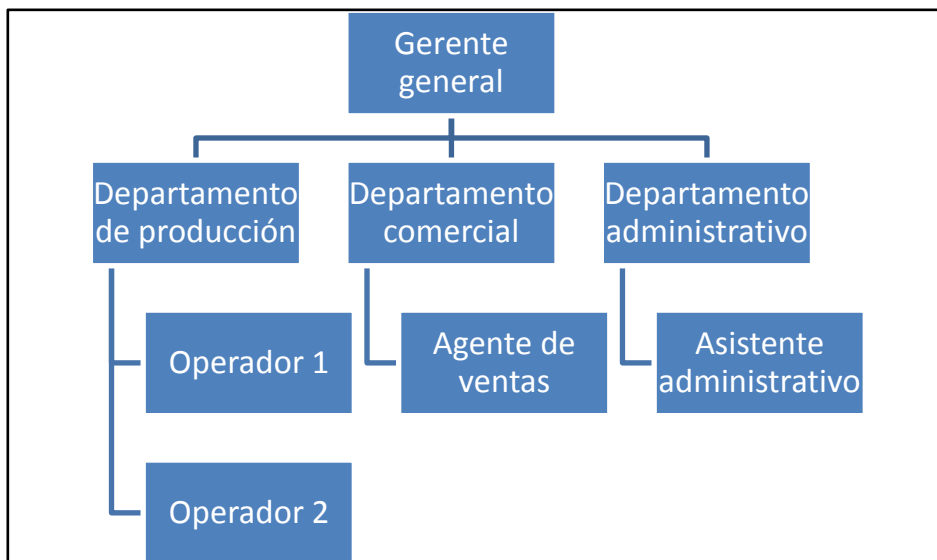 Gerente
general
Departamento
de producción
Departamento
comercial
Departamento
administrativo
Operador 1
Agente de
ventas
Asistente
administrativo
Operador 2